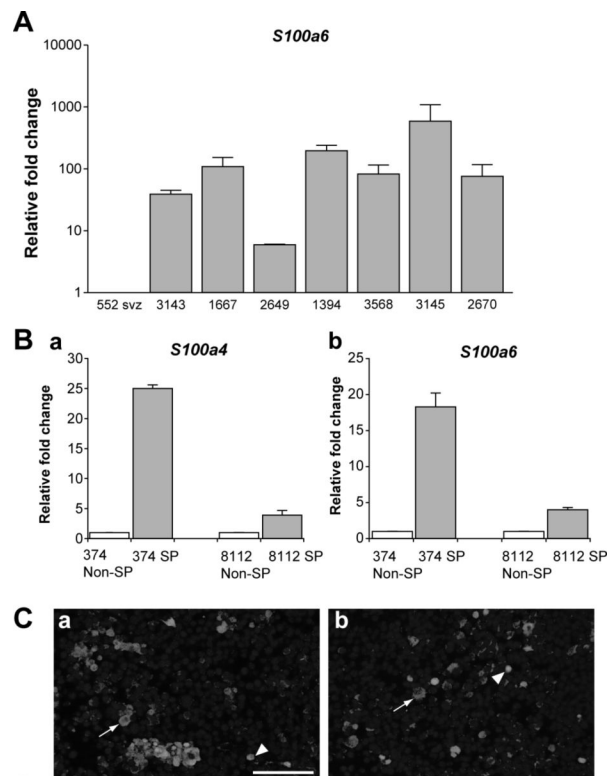 A
S100a6
Relative fold change
10000
1000
100
10
1
552 svz 3143 1667 2649 1394 3568 3145 2670
B
a
S100a4
Relative fold change
30
25
20
15
10
5
0
374 Non-SP
374 SP
8112 Non-SP
8112 SP
b
S100a6
Relative fold change
25
20
15
10
5
0
374 Non-SP
374 SP
8112 Non-SP
8112 SP
C
a
b